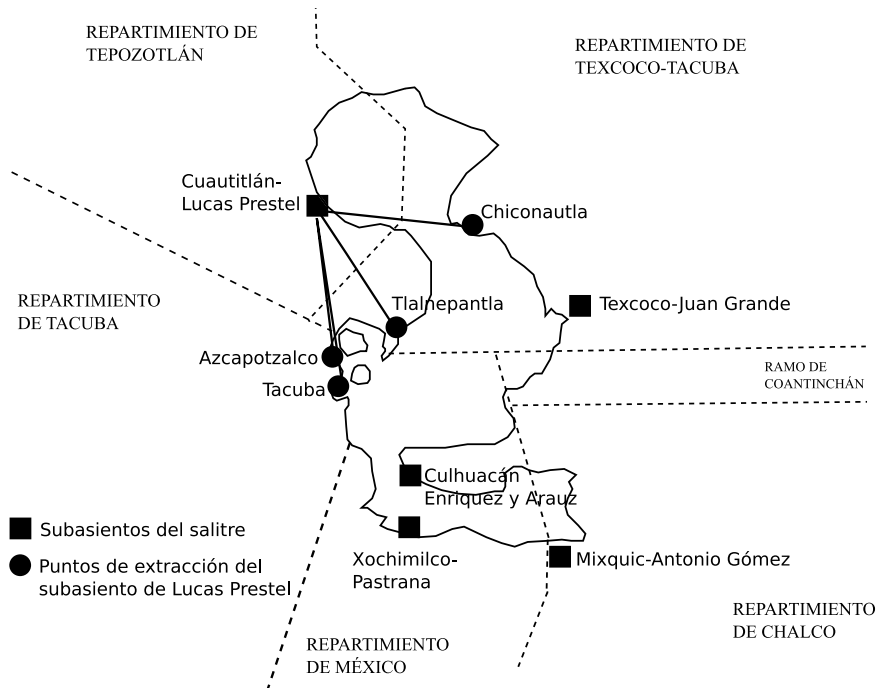 REPARTIMIENTO DE
TEPOZOTLÁN
REPARTIMIENTO DE
TEXCOCO-TACUBA
Cuautitlán-
Lucas Prestel
Chiconautla
REPARTIMIENTO
DE TACUBA
Tlalnepantla
Texcoco-Juan Grande
Azcapotzalco
Tacuba
RAMO DE
COANTINCHÁN
Culhuacán
Enriquez y Arauz
Subasientos del salitre
Puntos de extracción del
subasiento de Lucas Prestel
Xochimilco-
Pastrana
Mixquic-Antonio Gómez
REPARTIMIENTO
DE CHALCO
REPARTIMIENTO
DE MÉXICO